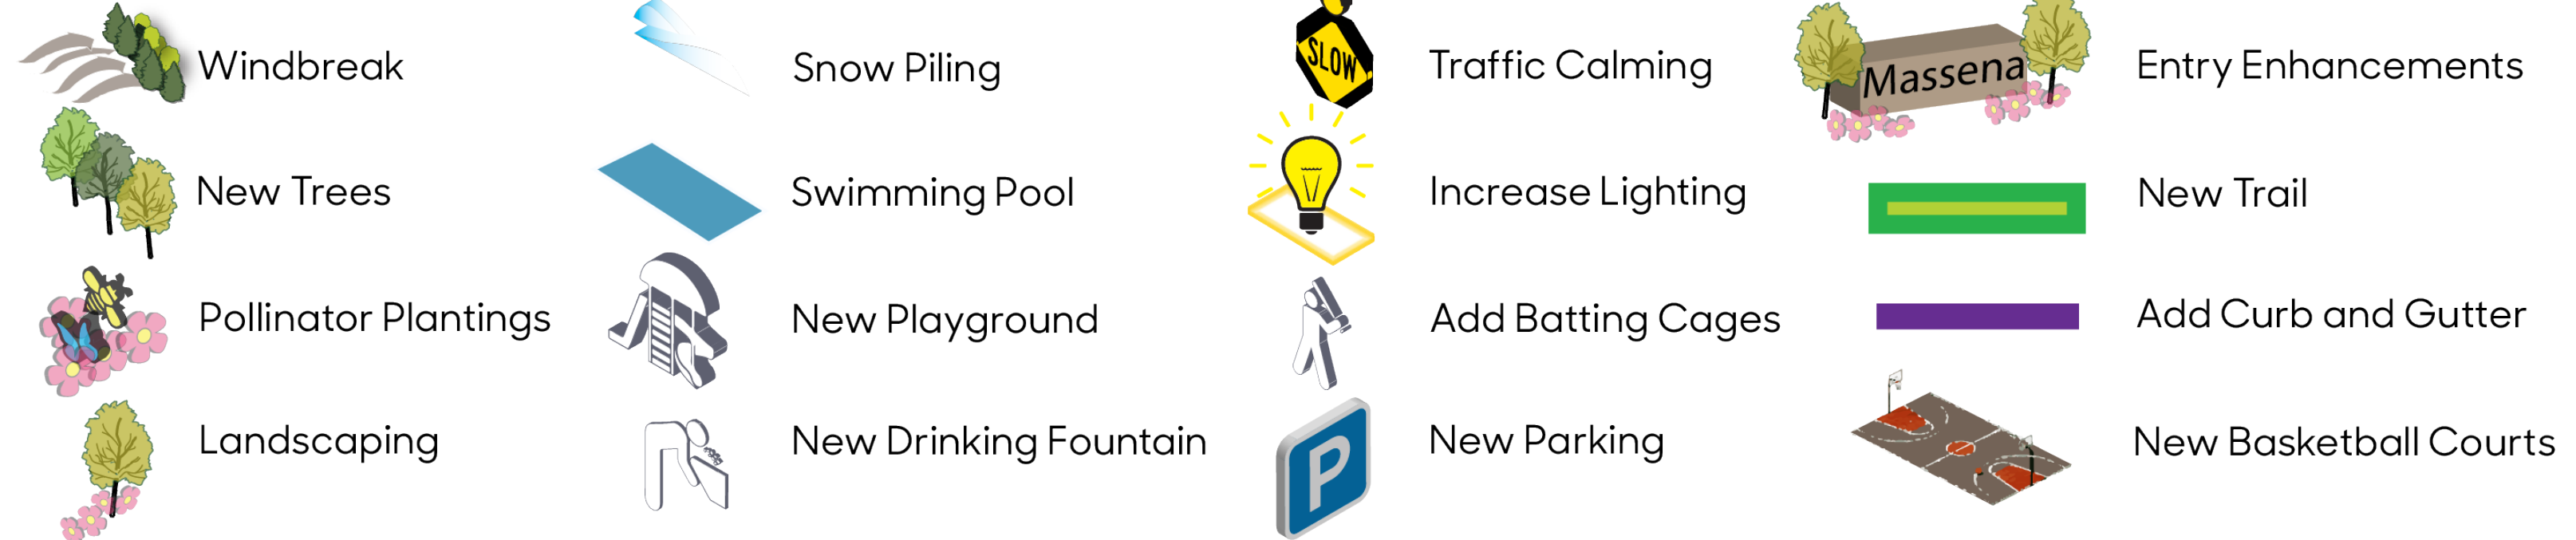 Windbreak
Snow Piling
SLOW
Traffic Calming
Massena
Entry Enhancements
New Trees
Swimming Pool
Increase Lighting
New Trail
Pollinator Plantings
New Playground
Add Batting Cages
Add Curb and Gutter
Landscaping
New Drinking Fountain
P
New Parking
New Basketball Courts